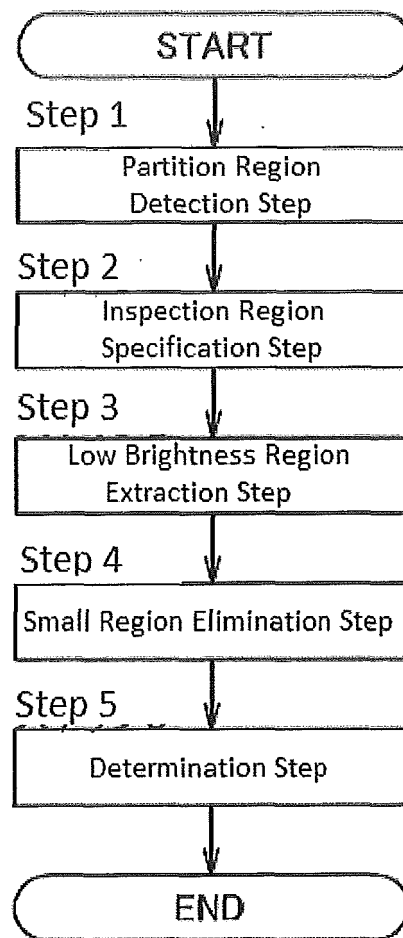 START
Step 1
Partition Region
Detection Step
Step 2
Inspection Region
Specification Step
Step 3
Low Brightness Region
Extraction Step
Step 4
Small Region Elimination Step
Step 5
Determination Step
END